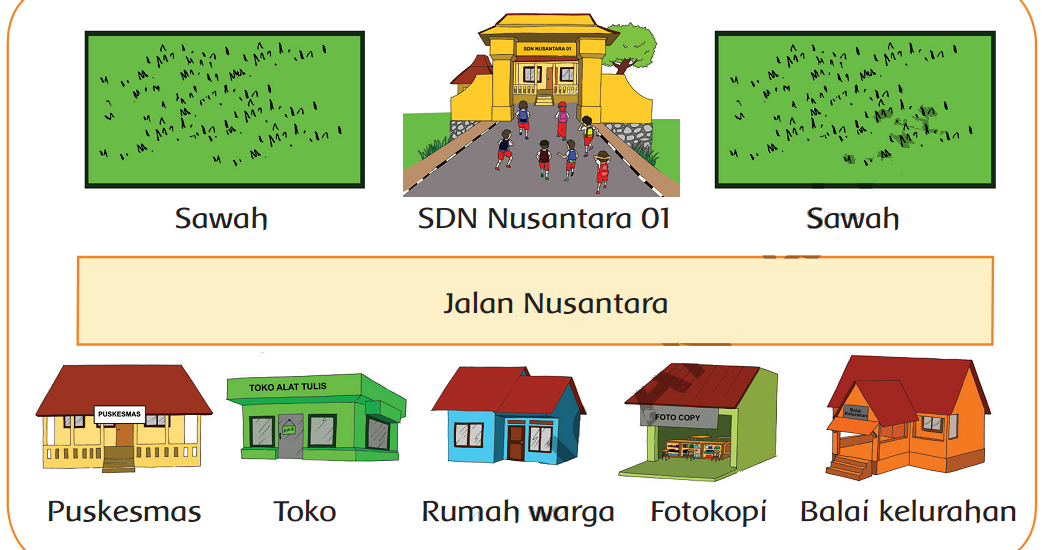 SDN NUSANTARA 01
Sawah
SDN Nusantara 01
Sawah
Jalan Nusantara
PUSKESMAS
TOKO ALAT TULIS
FOTO COPY
Balai
Kelurahan
Puskesmas
Toko
Rumah warga
Fotokopi
Balai kelurahan